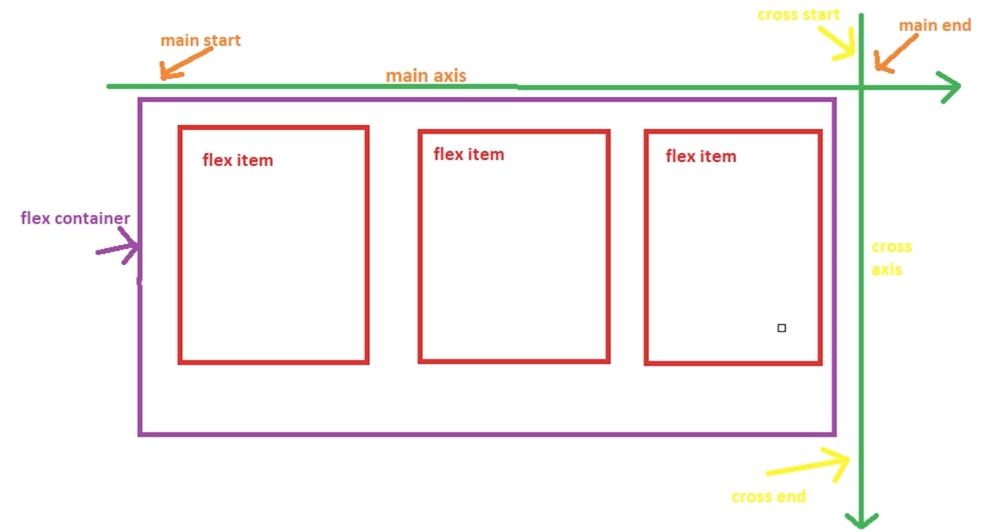 cross start
main end
main start
main axis
flex item
flex item
flex item
flex container
cross
axis
cross end